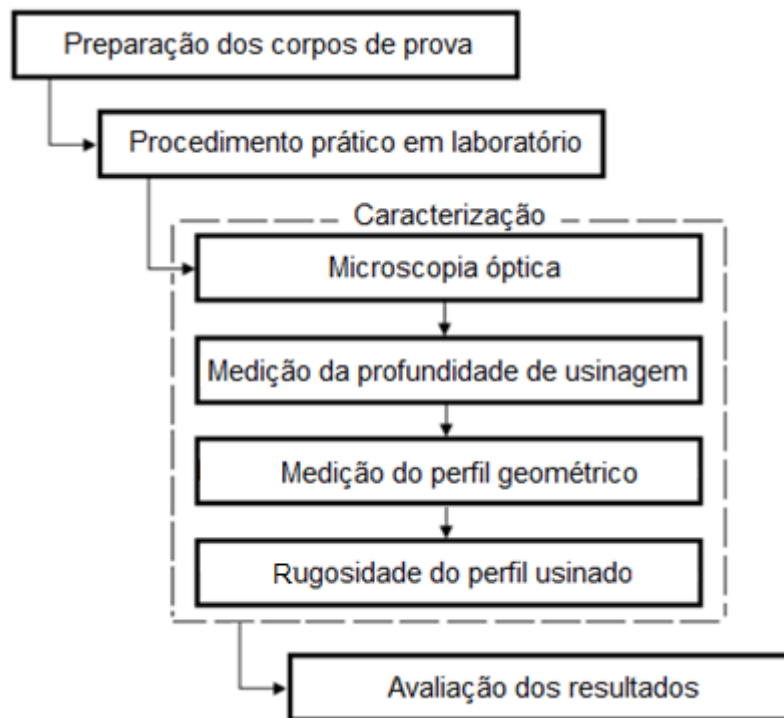 Preparação dos corpos de prova
Procedimento prático em laboratório
Caracterização
Microscopia óptica
Medição da profundidade de usinagem
Medição do perfil geométrico
Rugosidade do perfil usinado
Avaliação dos resultados